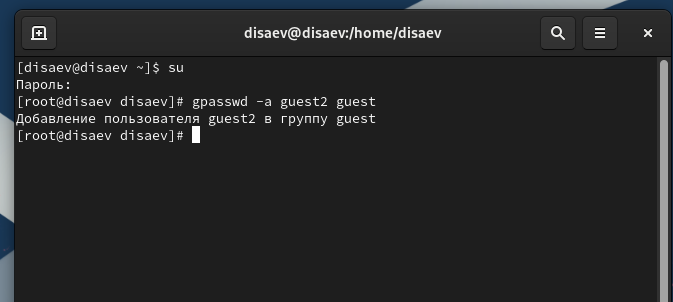 disaev@disaev:/home/disaev
[disaev@disaev ~]$ su
Пароль:
[root@disaev disaev]# gpasswd -a guest2 guest
Добавление пользователя guest2 в группу guest
[root@disaev disaev]#